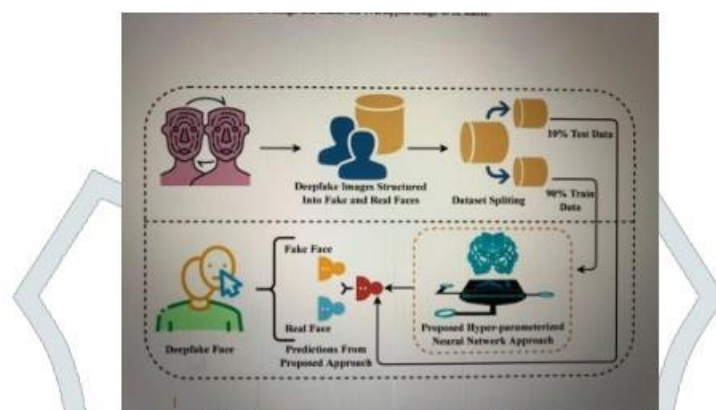 10% Test Data
Deepfake Images Structured
Into Fake and Real Faces
Dataset Spliting
90% Train
Data
Fake Face
Real Face
Deepfake Face
Predictions From
Proposed Approach
Proposed Hyper-parameterized
Neural Network Approach